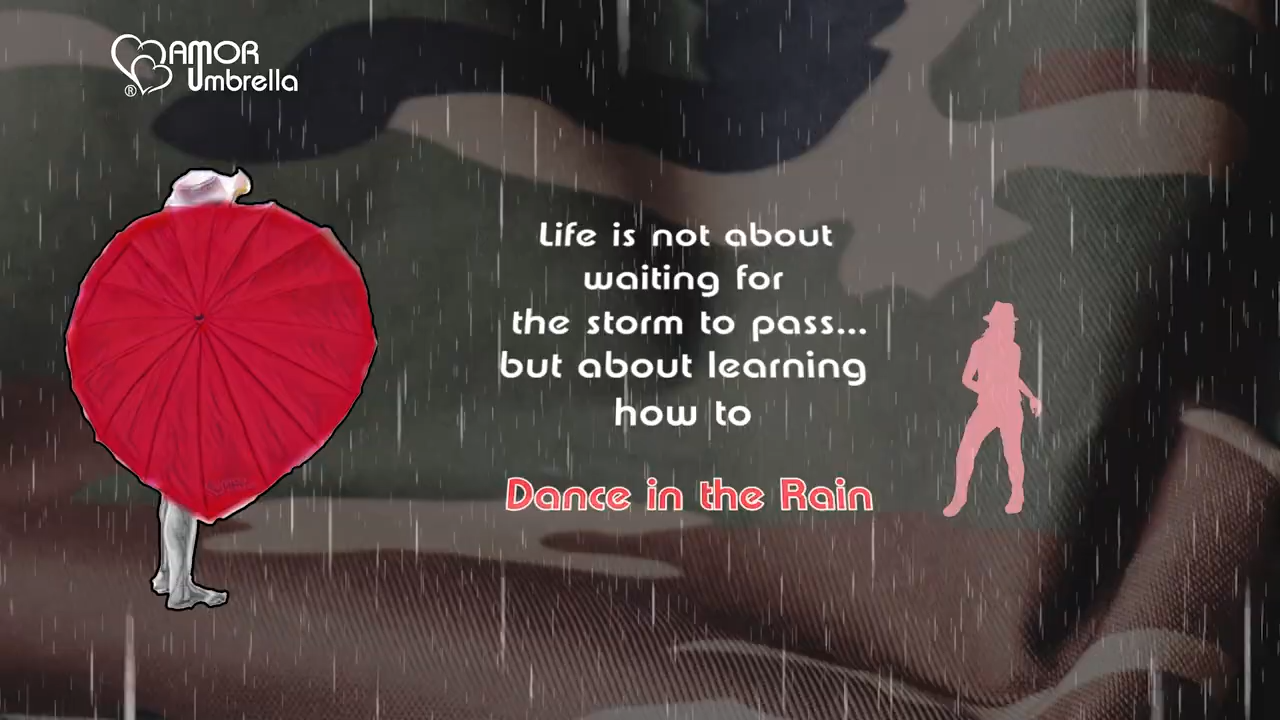 AMOR
Umbrella
®
Life is not about
waiting for
the storm to pass...
but about learning
how to
Dance in the Rain